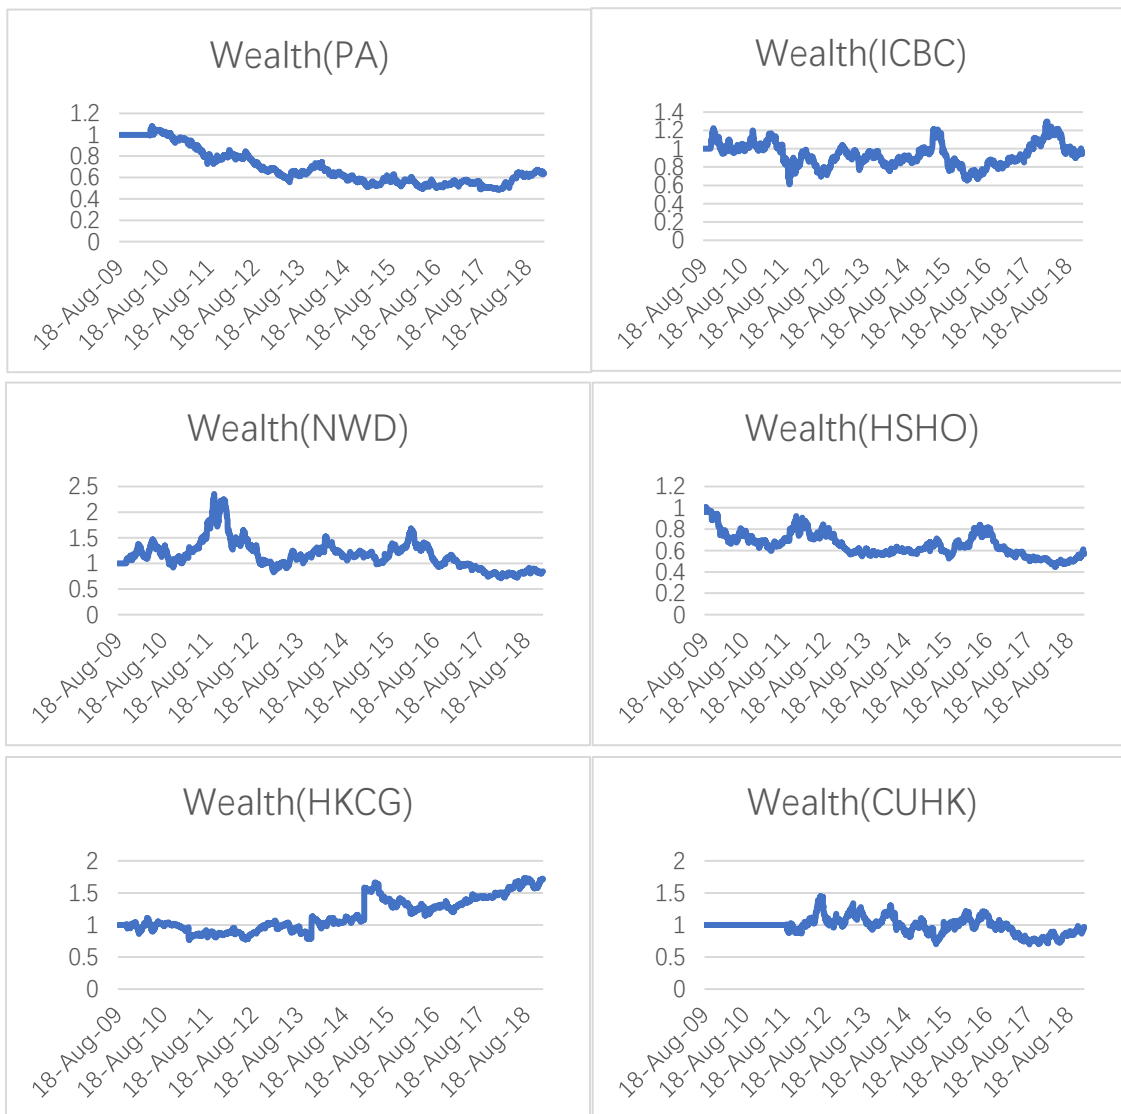 Wealth(PA)
1.2
1
0.8
0.6
0.4
0.2
0
18-Aug-09
18-Aug-10
18-Aug-11
18-Aug-12
18-Aug-13
18-Aug-14
18-Aug-15
18-Aug-16
18-Aug-17
18-Aug-18
Wealth(ICBC)
1.4
1.2
1
0.8
0.6
0.4
0.2
0
18-Aug-09
18-Aug-10
18-Aug-11
18-Aug-12
18-Aug-13
18-Aug-14
18-Aug-15
18-Aug-16
18-Aug-17
18-Aug-18
Wealth(NWD)
2.5
2
1.5
1
0.5
0
18-Aug-09
18-Aug-10
18-Aug-11
18-Aug-12
18-Aug-13
18-Aug-14
18-Aug-15
18-Aug-16
18-Aug-17
18-Aug-18
Wealth(HSHO)
1.2
1
0.8
0.6
0.4
0.2
0
18-Aug-09
18-Aug-10
18-Aug-11
18-Aug-12
18-Aug-13
18-Aug-14
18-Aug-15
18-Aug-16
18-Aug-17
18-Aug-18
Wealth(HKCG)
2
1.5
1
0.5
0
18-Aug-09
18-Aug-10
18-Aug-11
18-Aug-12
18-Aug-13
18-Aug-14
18-Aug-15
18-Aug-16
18-Aug-17
18-Aug-18
Wealth(CUHK)
2
1.5
1
0.5
0
18-Aug-09
18-Aug-10
18-Aug-11
18-Aug-12
18-Aug-13
18-Aug-14
18-Aug-15
18-Aug-16
18-Aug-17
18-Aug-18